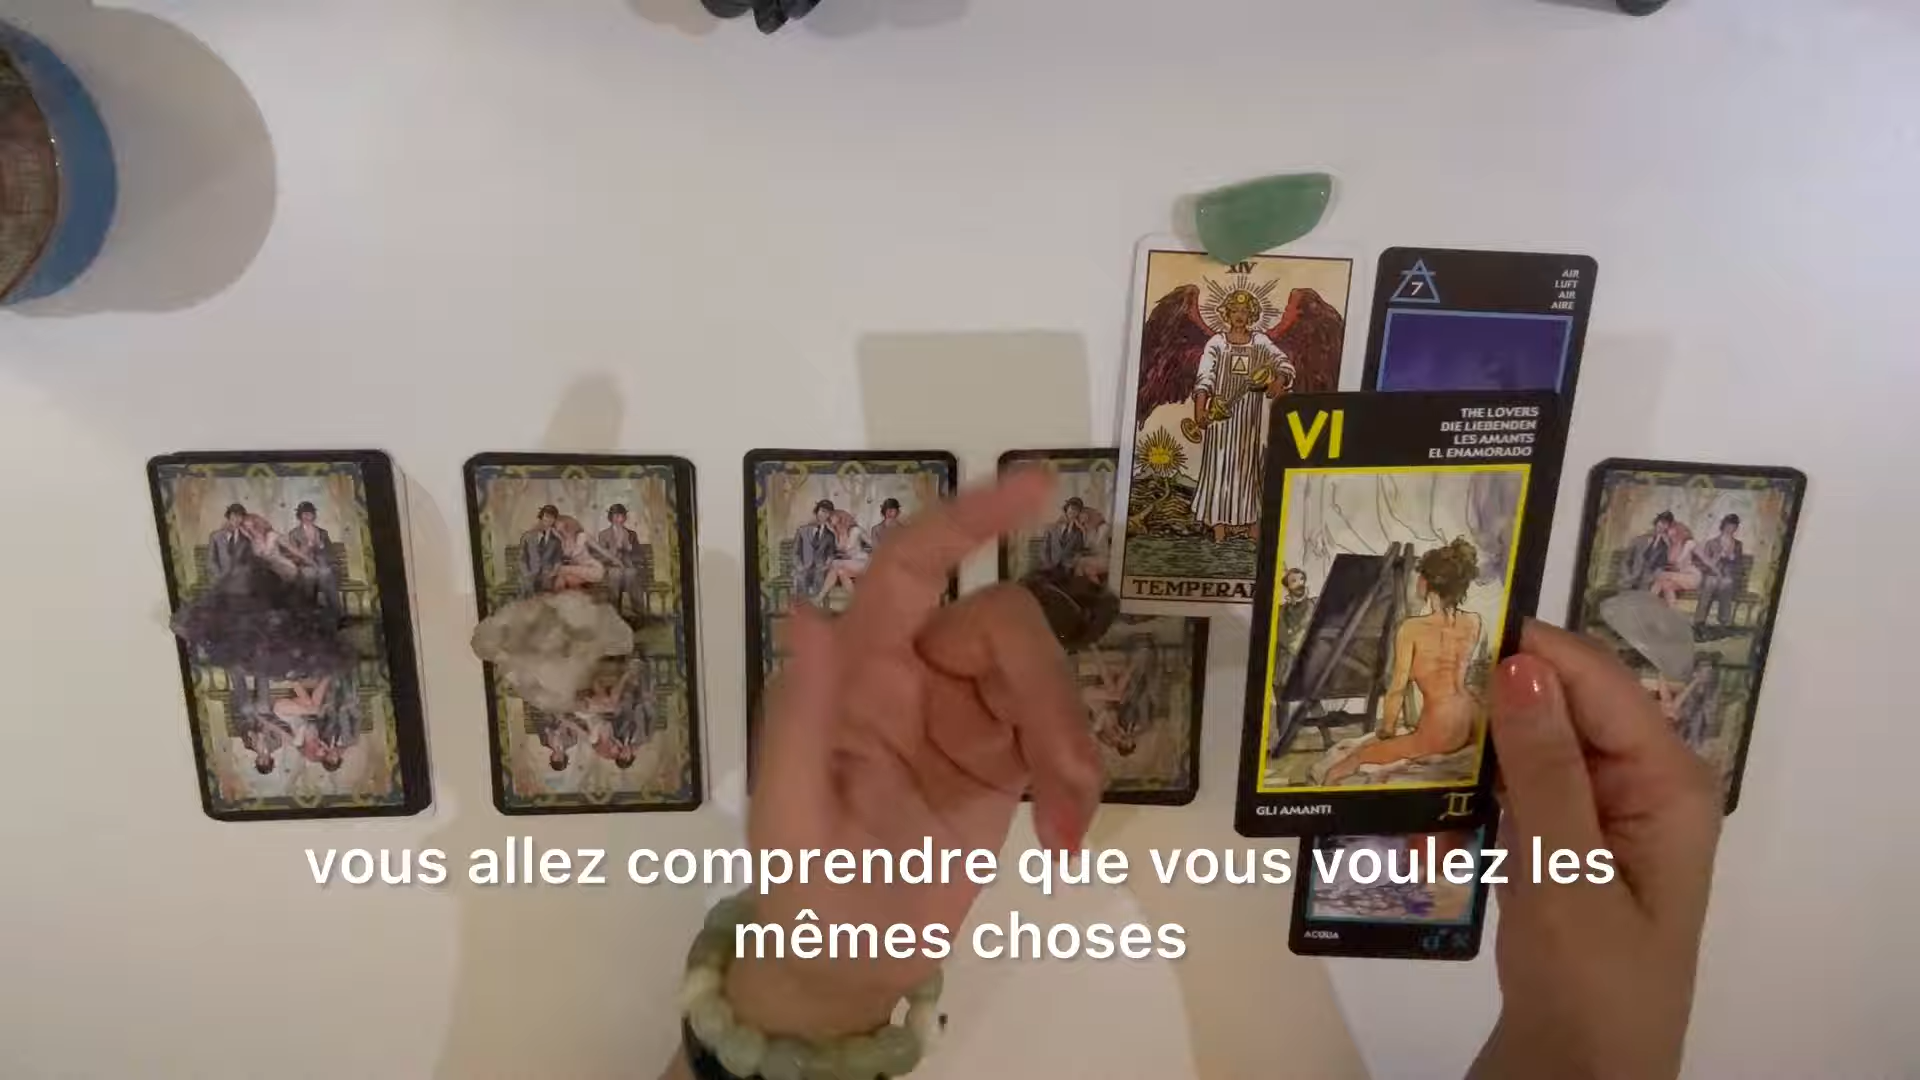 XIV
TEMPERA
7
AIR
LUFT
AIR
AIRE
VI
THE LOVERS
DIE LIEBENDEN
LES AMANTS
EL ENAMORADO
GLI AMANTI
ACQUA
vous allez comprendre que vous voulez les
mêmes choses